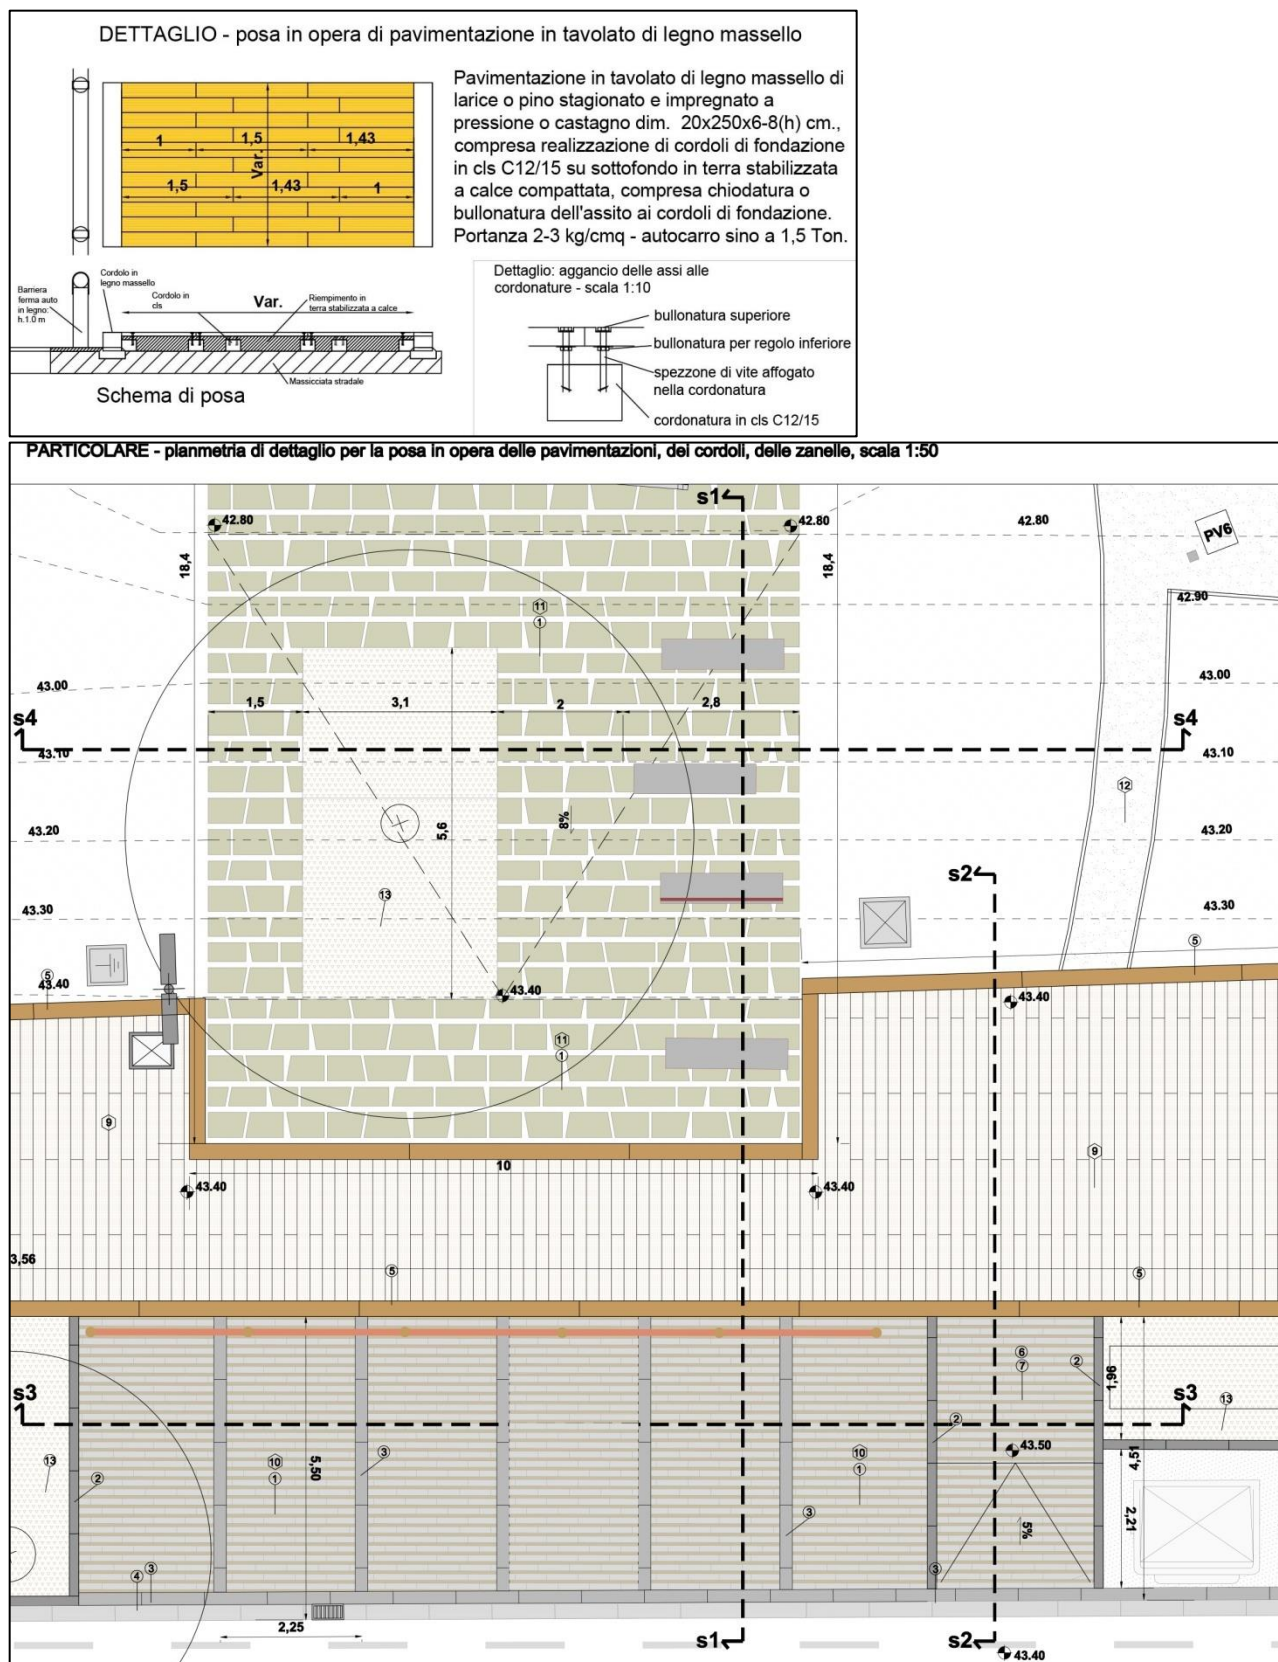 DETTAGLIO - posa in opera di pavimentazione in tavolato di legno massello
Pavimentazione in tavolato di legno massello di
larice o pino stagionato e impregnato a
pressione o castagno dim. 20x250x6-8(h) cm.,
compresa realizzazione di cordoli di fondazione
in cls C12/15 su sottofondo in terra stabilizzata
a calce compattata, compresa chiodatura o
bullonatura dell'assito ai cordoli di fondazione.
Portanza 2-3 kg/cmq - autocarro sino a 1,5 Ton.
1
1,5
1,43
Var.
1,5
1,43
1
Barriera
ferma auto
in legno:
h.1.0 m
Cordolo in
legno massello
Cordolo in
cls
Var.
Riempimento in
terra stabilizzata a calce
Massicciata stradale
Schema di posa
Dettaglio: aggancio delle assi alle
cordonature - scala 1:10
bullonatura superiore
bullonatura per regolo inferiore
spezzone di vite affogato
nella cordonatura
cordonatura in cls C12/15
PARTICOLARE - planmetria di dettaglio per la posa in opera delle pavimentazioni, dei cordoli, delle zanelle, scala 1:50
s1
42.80
42.80
42.80
PV6
18,4
18,4
42.90
11
1
43.00
43.00
1,5
3,1
2
2,8
s4
s4
43.10
43.10
12
43.20
5,6
8%
43.20
s2
13
43.30
43.30
5
5
43.40
43.40
43.40
11
1
9
9
10
43.40
43.40
3,56
5
5
6
7
2
1,96
s3
s3
13
2
43.50
3
10
1
5,50
10
1
4,51
13
2
3
2,21
5%
4
3
3
2,25
s1
s2
43.40